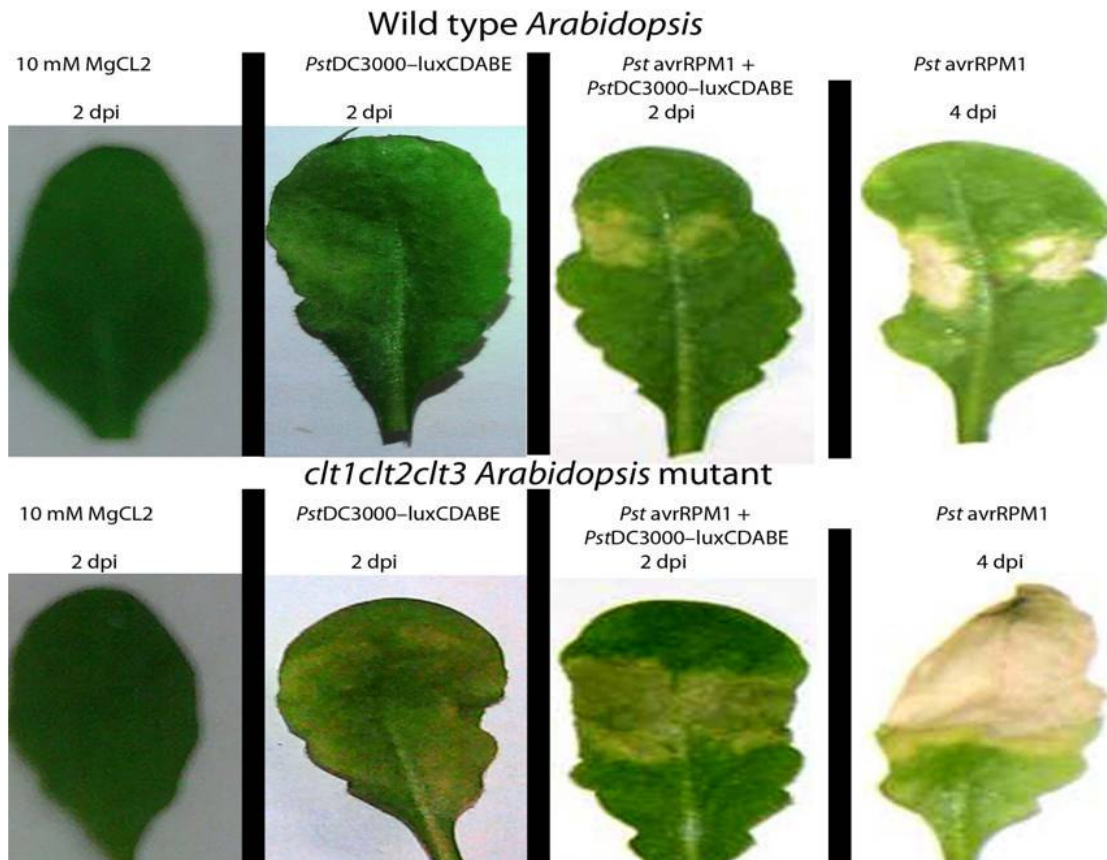 Wild type Arabidopsis
10 mM MgCL2
2 dpi
PstDC3000–luxCDABE
2 dpi
Pst avrRPM1 +
PstDC3000–luxCDABE
2 dpi
Pst avrRPM1
4 dpi
clt1clt2clt3 Arabidopsis mutant
10 mM MgCL2
2 dpi
PstDC3000–luxCDABE
2 dpi
Pst avrRPM1 +
PstDC3000–luxCDABE
2 dpi
Pst avrRPM1
4 dpi